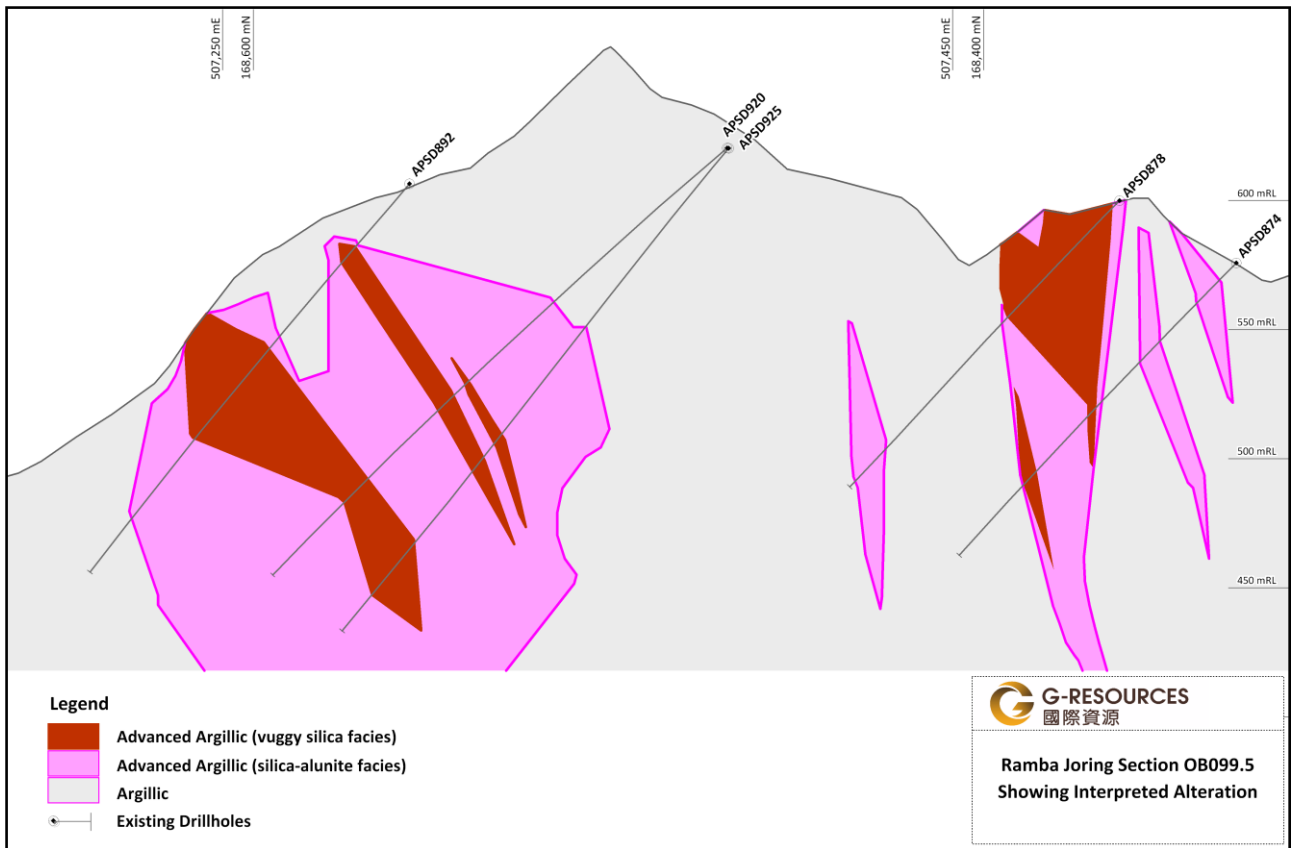 507,250 mE
168,600 mN
507,450 mE
168,400 mN
APSD892
APSD920
APSD925
APSD878
APSD874
600 mRL
550 mRL
500 mRL
450 mRL
Legend
Advanced Argillic (vuggy silica facies)
Advanced Argillic (silica-alunite facies)
Argillic
Existing Drillholes
G-RESOURCES
國際資源
Ramba Joring Section OB099.5
Showing Interpreted Alteration